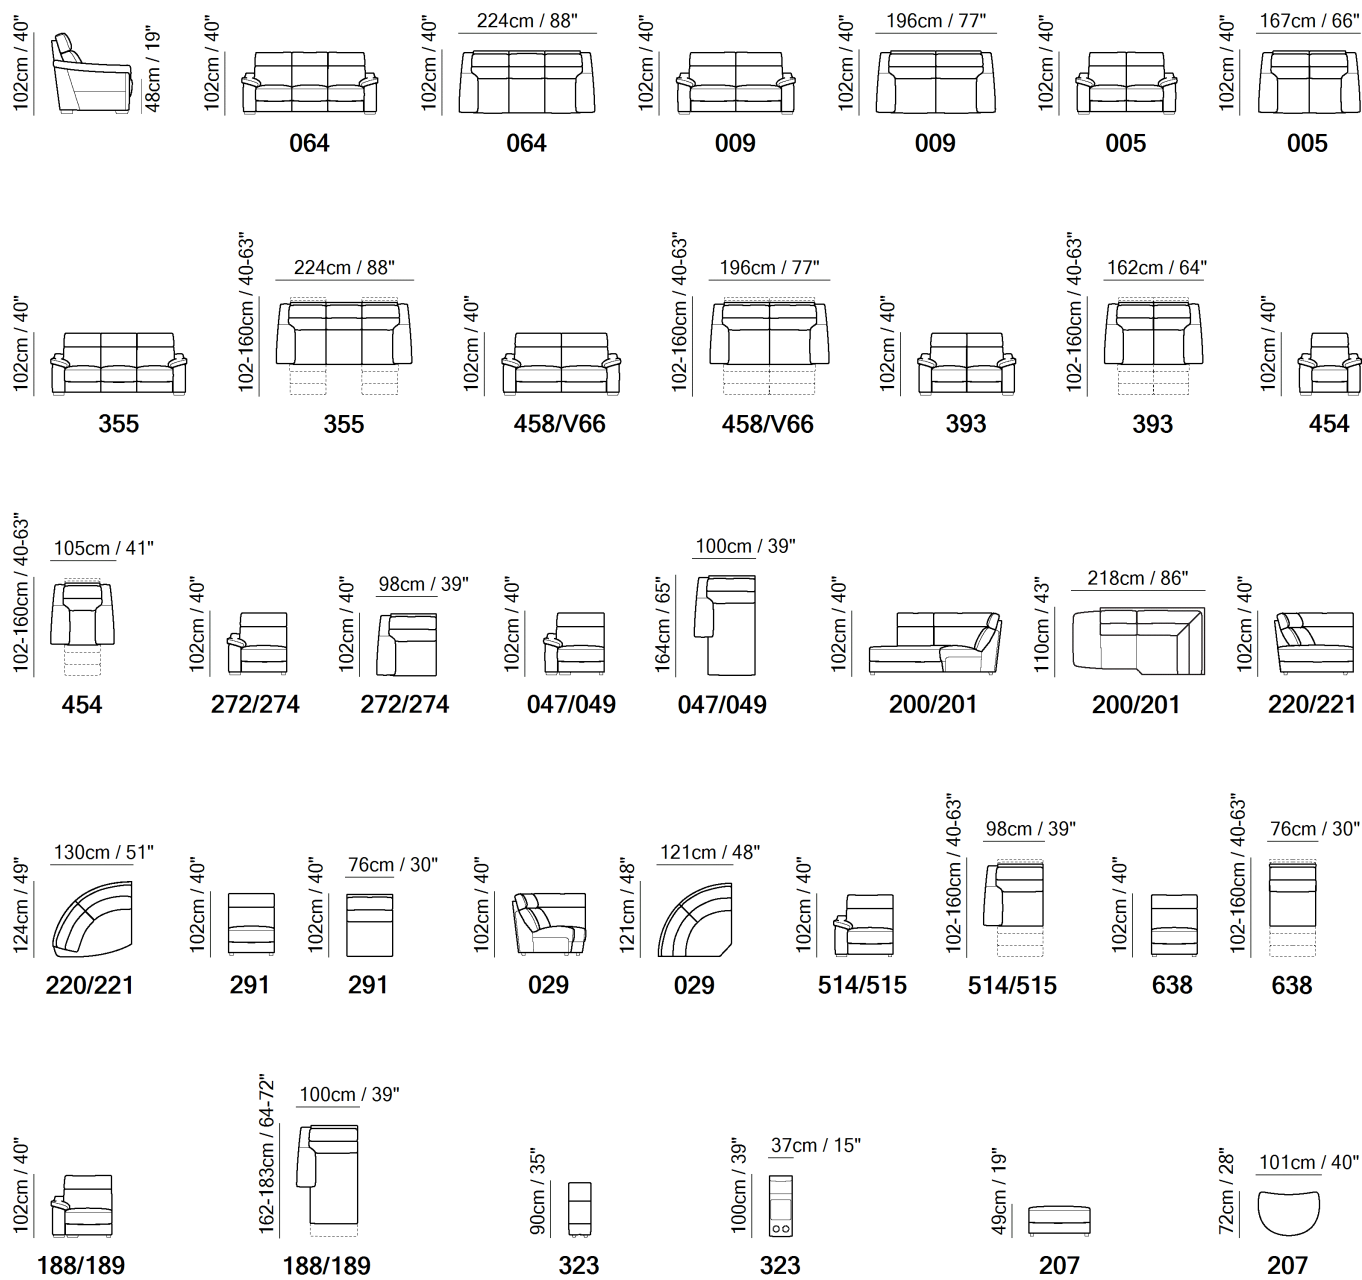 102cm / 40"
48cm / 19"
102cm / 40"
064
102cm / 40"
224cm / 88"
064
102cm / 40"
009
102cm / 40"
196cm / 77"
009
102cm / 40"
005
102cm / 40"
167cm / 66"
005
102cm / 40"
355
102-160cm / 40-63"
224cm / 88"
355
102cm / 40"
458/V66
102-160cm / 40-63"
196cm / 77"
458/V66
102cm / 40"
393
102-160cm / 40-63"
162cm / 64"
393
102cm / 40"
454
102-160cm / 40-63"
105cm / 41"
454
102cm / 40"
272/274
102cm / 40"
98cm / 39"
272/274
102cm / 40"
047/049
164cm / 65"
100cm / 39"
047/049
102cm / 40"
200/201
110cm / 43"
218cm / 86"
200/201
102cm / 40"
220/221
124cm / 49"
130cm / 51"
220/221
102cm / 40"
291
102cm / 40"
76cm / 30"
291
102cm / 40"
029
121cm / 48"
121cm / 48"
029
102cm / 40"
514/515
102-160cm / 40-63"
98cm / 39"
514/515
102cm / 40"
638
102-160cm / 40-63"
76cm / 30"
638
102cm / 40"
188/189
162-183cm / 64-72"
100cm / 39"
188/189
90cm / 35"
323
100cm / 39"
37cm / 15"
323
49cm / 19"
207
72cm / 28"
101cm / 40"
207